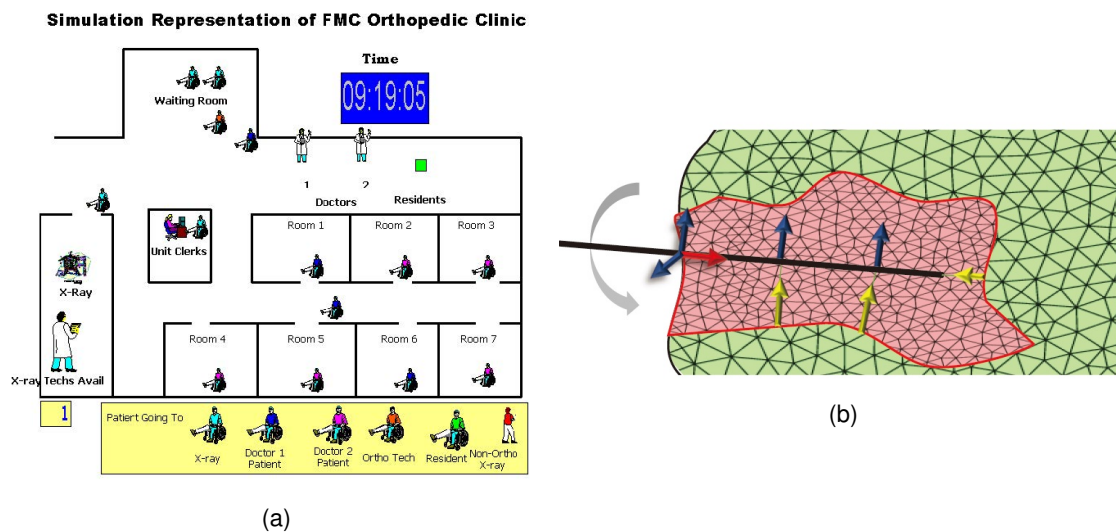 Simulation Representation of FMC Orthopedic Clinic
Time
09:19:05
Waiting Room
1
2
Doctors
Residents
Unit Clerks
Room 1
Room 2
Room 3
X-Ray
Room 4
Room 5
Room 6
Room 7
X-ray Techs Avail
1
Patient Going To
X-ray
Doctor 1
Patient
Doctor 2
Patient
Ortho Tech
Resident
Non-Ortho
X-ray
(a)
(b)